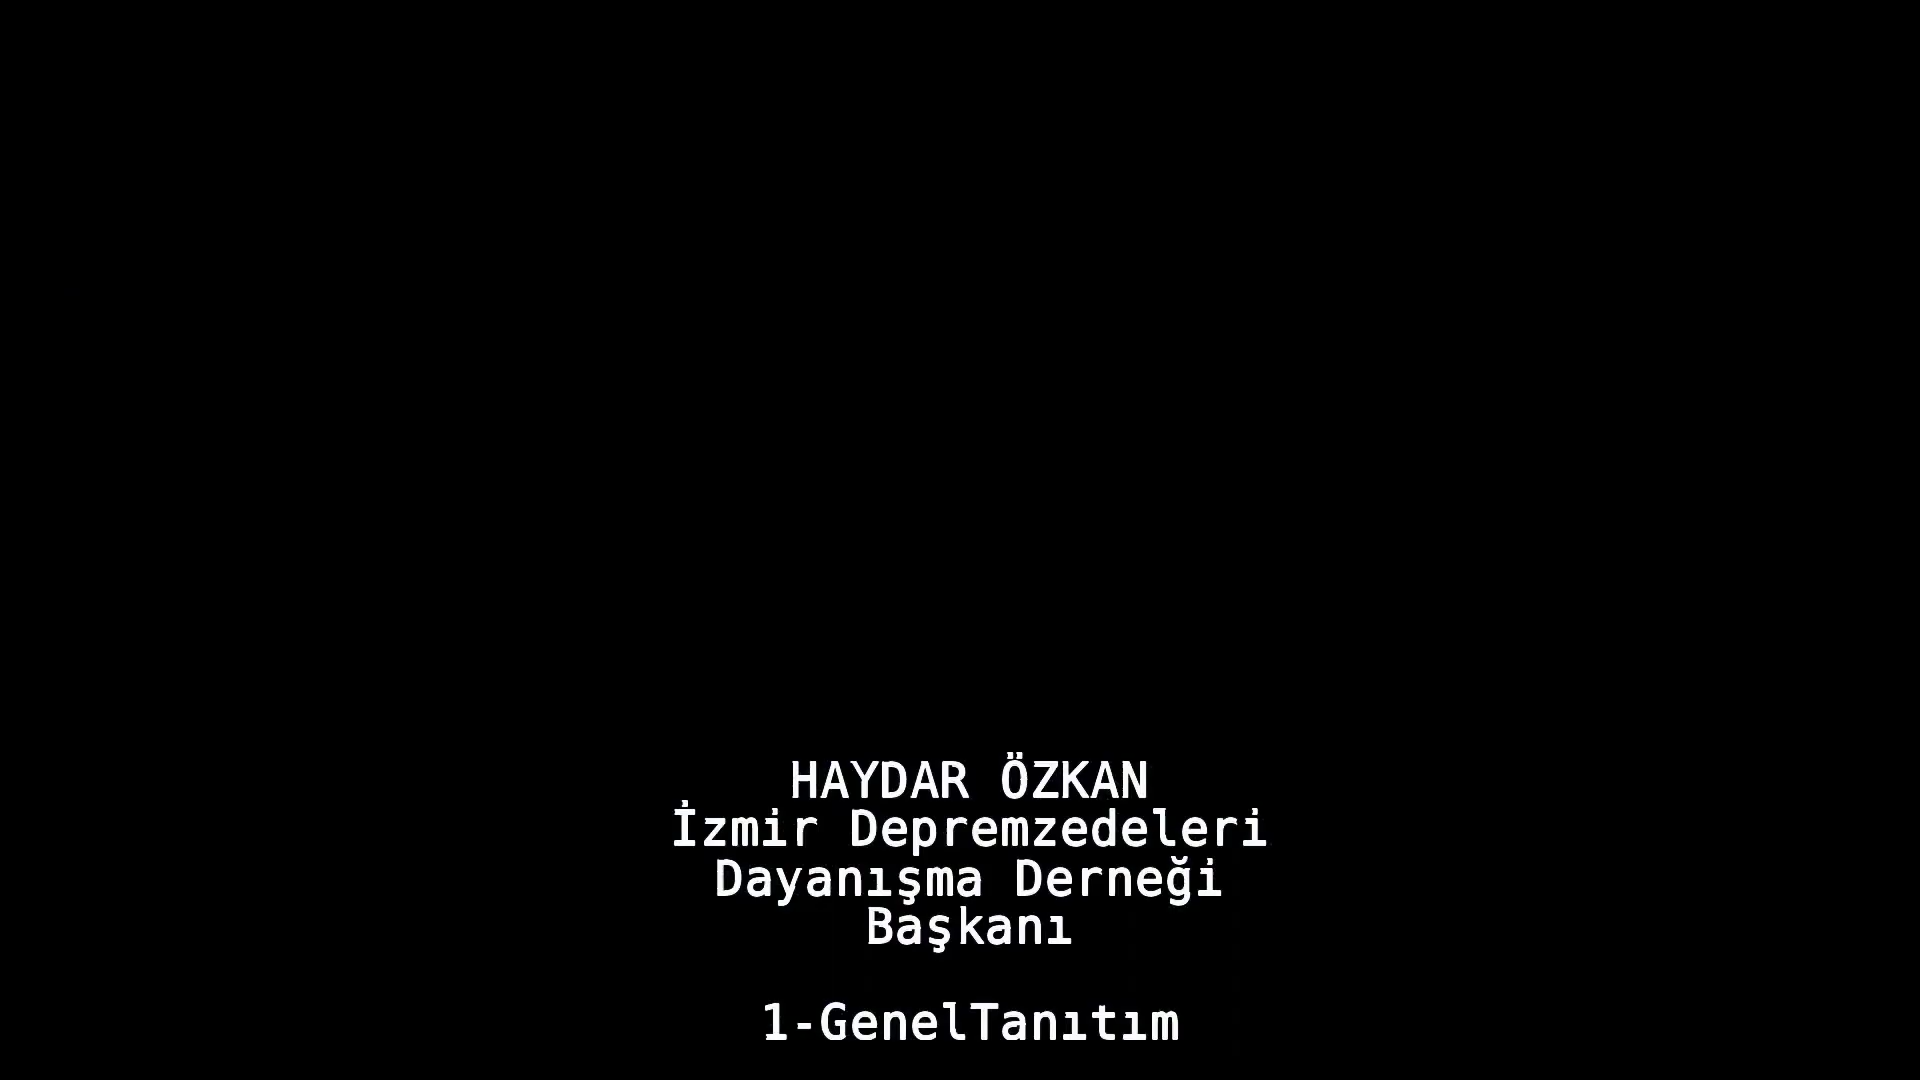 HAYDAR ÖZKAN
İzmir Depremzedeleri
Dayanışma Derneği
Başkanı
1-GenelTanıtım